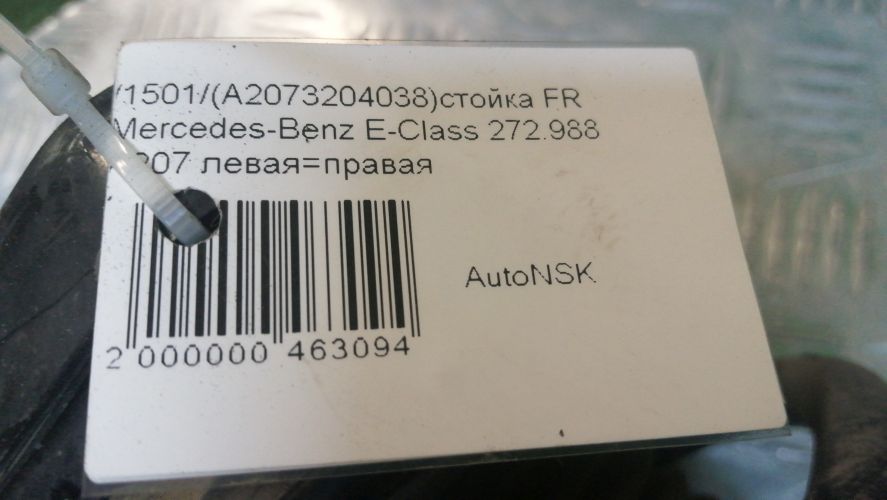 /1501/(A2073204038)стойка FR
Mercedes-Benz E-Class 272.988
207 левая=правая
AutoNSK
2 000000 463094